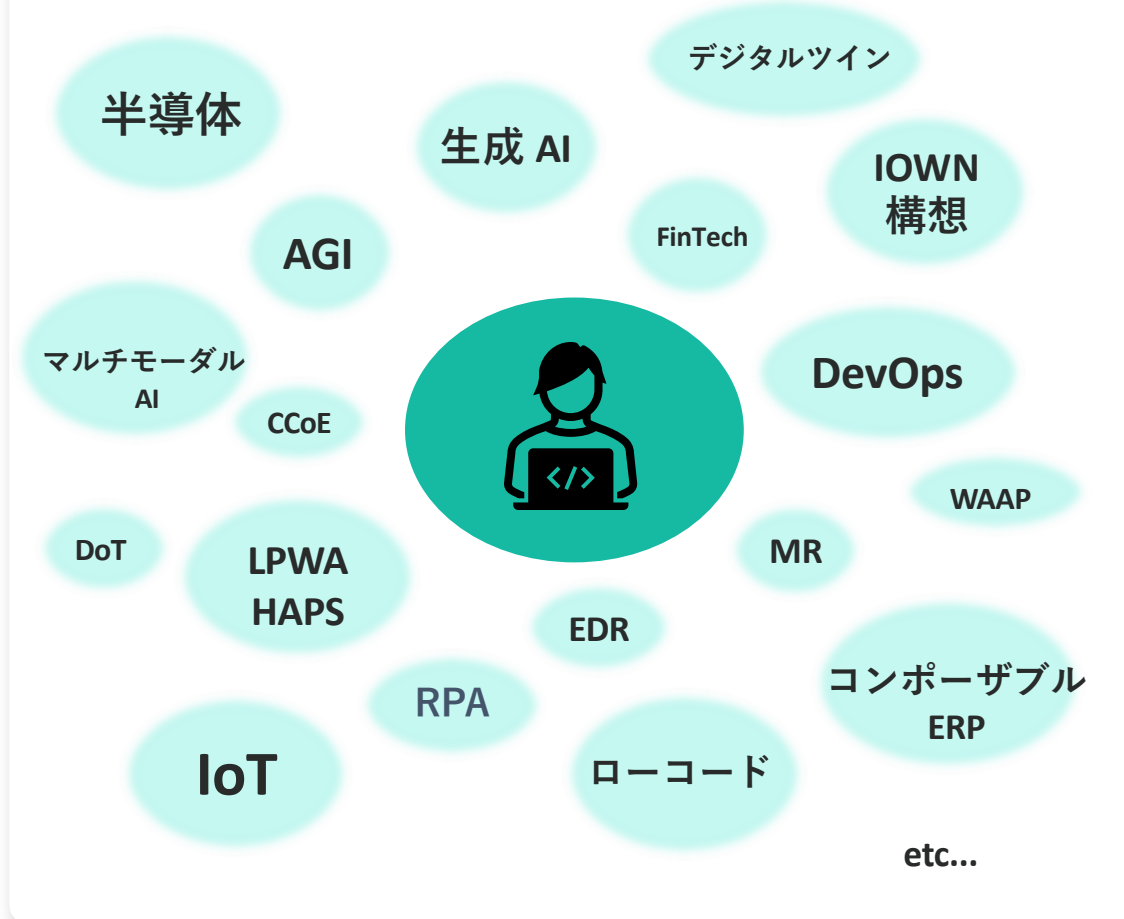 デジタルツイン
半導体
生成 AI
IOWN
構想
FinTech
AGI
マルチモーダル
AI
DevOps
CCoE
</>
WAAP
DoT
LPWA
HAPS
MR
EDR
RPA
コンポーザブル
ERP
IoT
ローコード
etc...